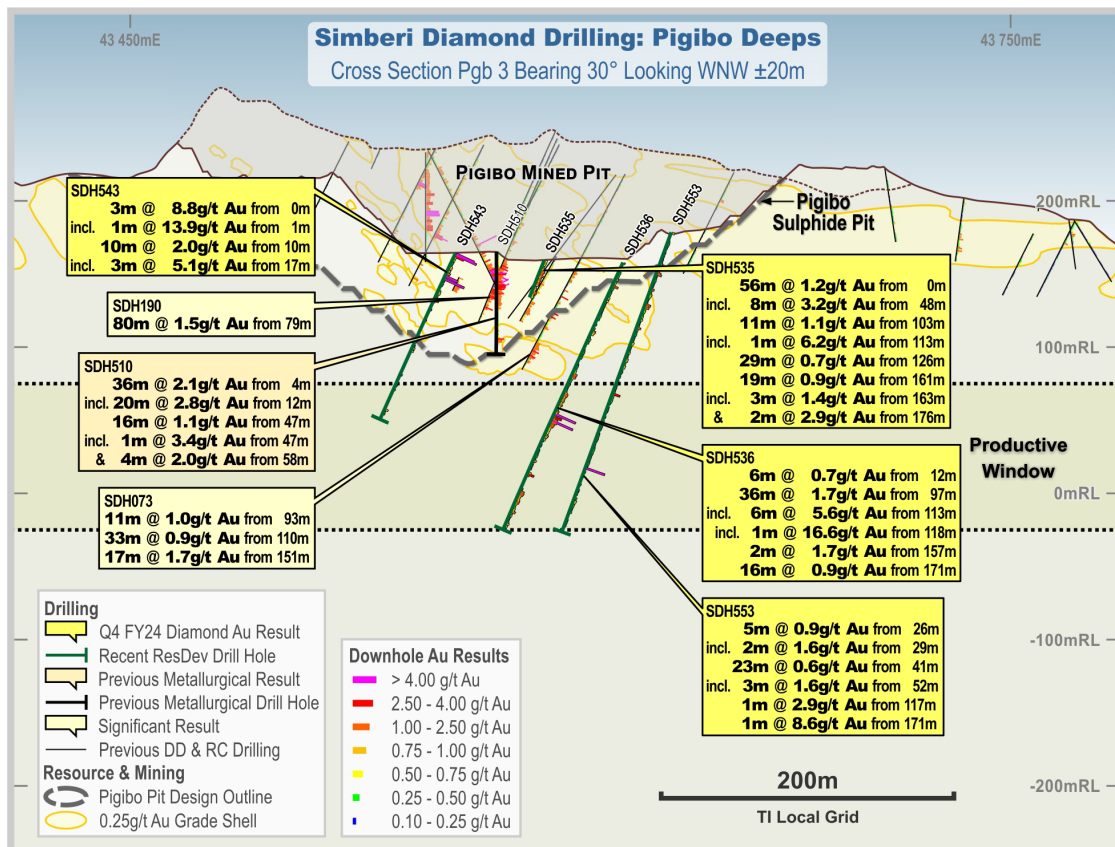 43 450mE
43 750mE
Simberi Diamond Drilling: Pigibo Deeps
Cross Section Pgb 3 Bearing 30° Looking WNW ±20m
PIGIBO MINED PIT
SDH543
SDH510
SDH535
SDH536
SDH553
Pigibo
Sulphide Pit
200mRL
100mRL
0mRL
-100mRL
-200mRL
Productive
Window
SDH543
3m @ 8.8g/t Au from 0m
incl. 1m @ 13.9g/t Au from 1m
10m @ 2.0g/t Au from 10m
incl. 3m @ 5.1g/t Au from 17m
SDH190
80m @ 1.5g/t Au from 79m
SDH510
36m @ 2.1g/t Au from 4m
incl. 20m @ 2.8g/t Au from 12m
16m @ 1.1g/t Au from 47m
incl. 1m @ 3.4g/t Au from 47m
& 4m @ 2.0g/t Au from 58m
SDH073
11m @ 1.0g/t Au from 93m
33m @ 0.9g/t Au from 110m
17m @ 1.7g/t Au from 151m
SDH535
56m @ 1.2g/t Au from 0m
incl. 8m @ 3.2g/t Au from 48m
11m @ 1.1g/t Au from 103m
incl. 1m @ 6.2g/t Au from 113m
29m @ 0.7g/t Au from 126m
19m @ 0.9g/t Au from 161m
incl. 3m @ 1.4g/t Au from 163m
& 2m @ 2.9g/t Au from 176m
SDH536
6m @ 0.7g/t Au from 12m
36m @ 1.7g/t Au from 97m
incl. 6m @ 5.6g/t Au from 113m
incl. 1m @ 16.6g/t Au from 118m
2m @ 1.7g/t Au from 157m
16m @ 0.9g/t Au from 171m
SDH553
5m @ 0.9g/t Au from 26m
incl. 2m @ 1.6g/t Au from 29m
23m @ 0.6g/t Au from 41m
incl. 3m @ 1.6g/t Au from 52m
1m @ 2.9g/t Au from 117m
1m @ 8.6g/t Au from 171m
Drilling
Q4 FY24 Diamond Au Result
Recent ResDev Drill Hole
Previous Metallurgical Result
Previous Metallurgical Drill Hole
Significant Result
Previous DD & RC Drilling
Resource & Mining
Pigibo Pit Design Outline
0.25g/t Au Grade Shell
Downhole Au Results
> 4.00 g/t Au
2.50 - 4.00 g/t Au
1.00 - 2.50 g/t Au
0.75 - 1.00 g/t Au
0.50 - 0.75 g/t Au
0.25 - 0.50 g/t Au
0.10 - 0.25 g/t Au
200m
TI Local Grid